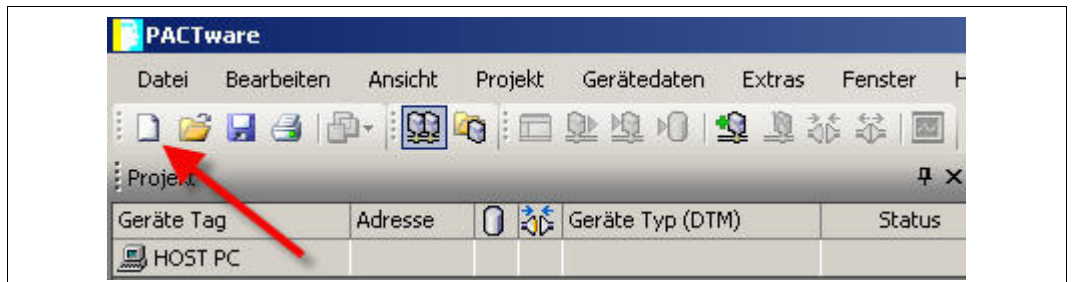 PACTware
Datei Bearbeiten Ansicht Projekt Gerätedaten Extras Fenster H
Projekt
Geräte Tag Adresse Geräte Typ (DTM) Status
HOST PC